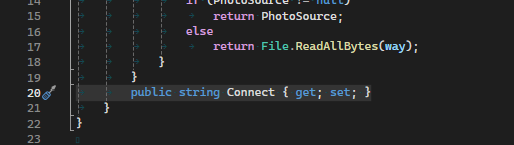 15 return PhotoSource;
16 else
17 return File.ReadAllBytes(way);
18 }
19 }
20 public string Connect { get; set; }
21 }
22 }
23